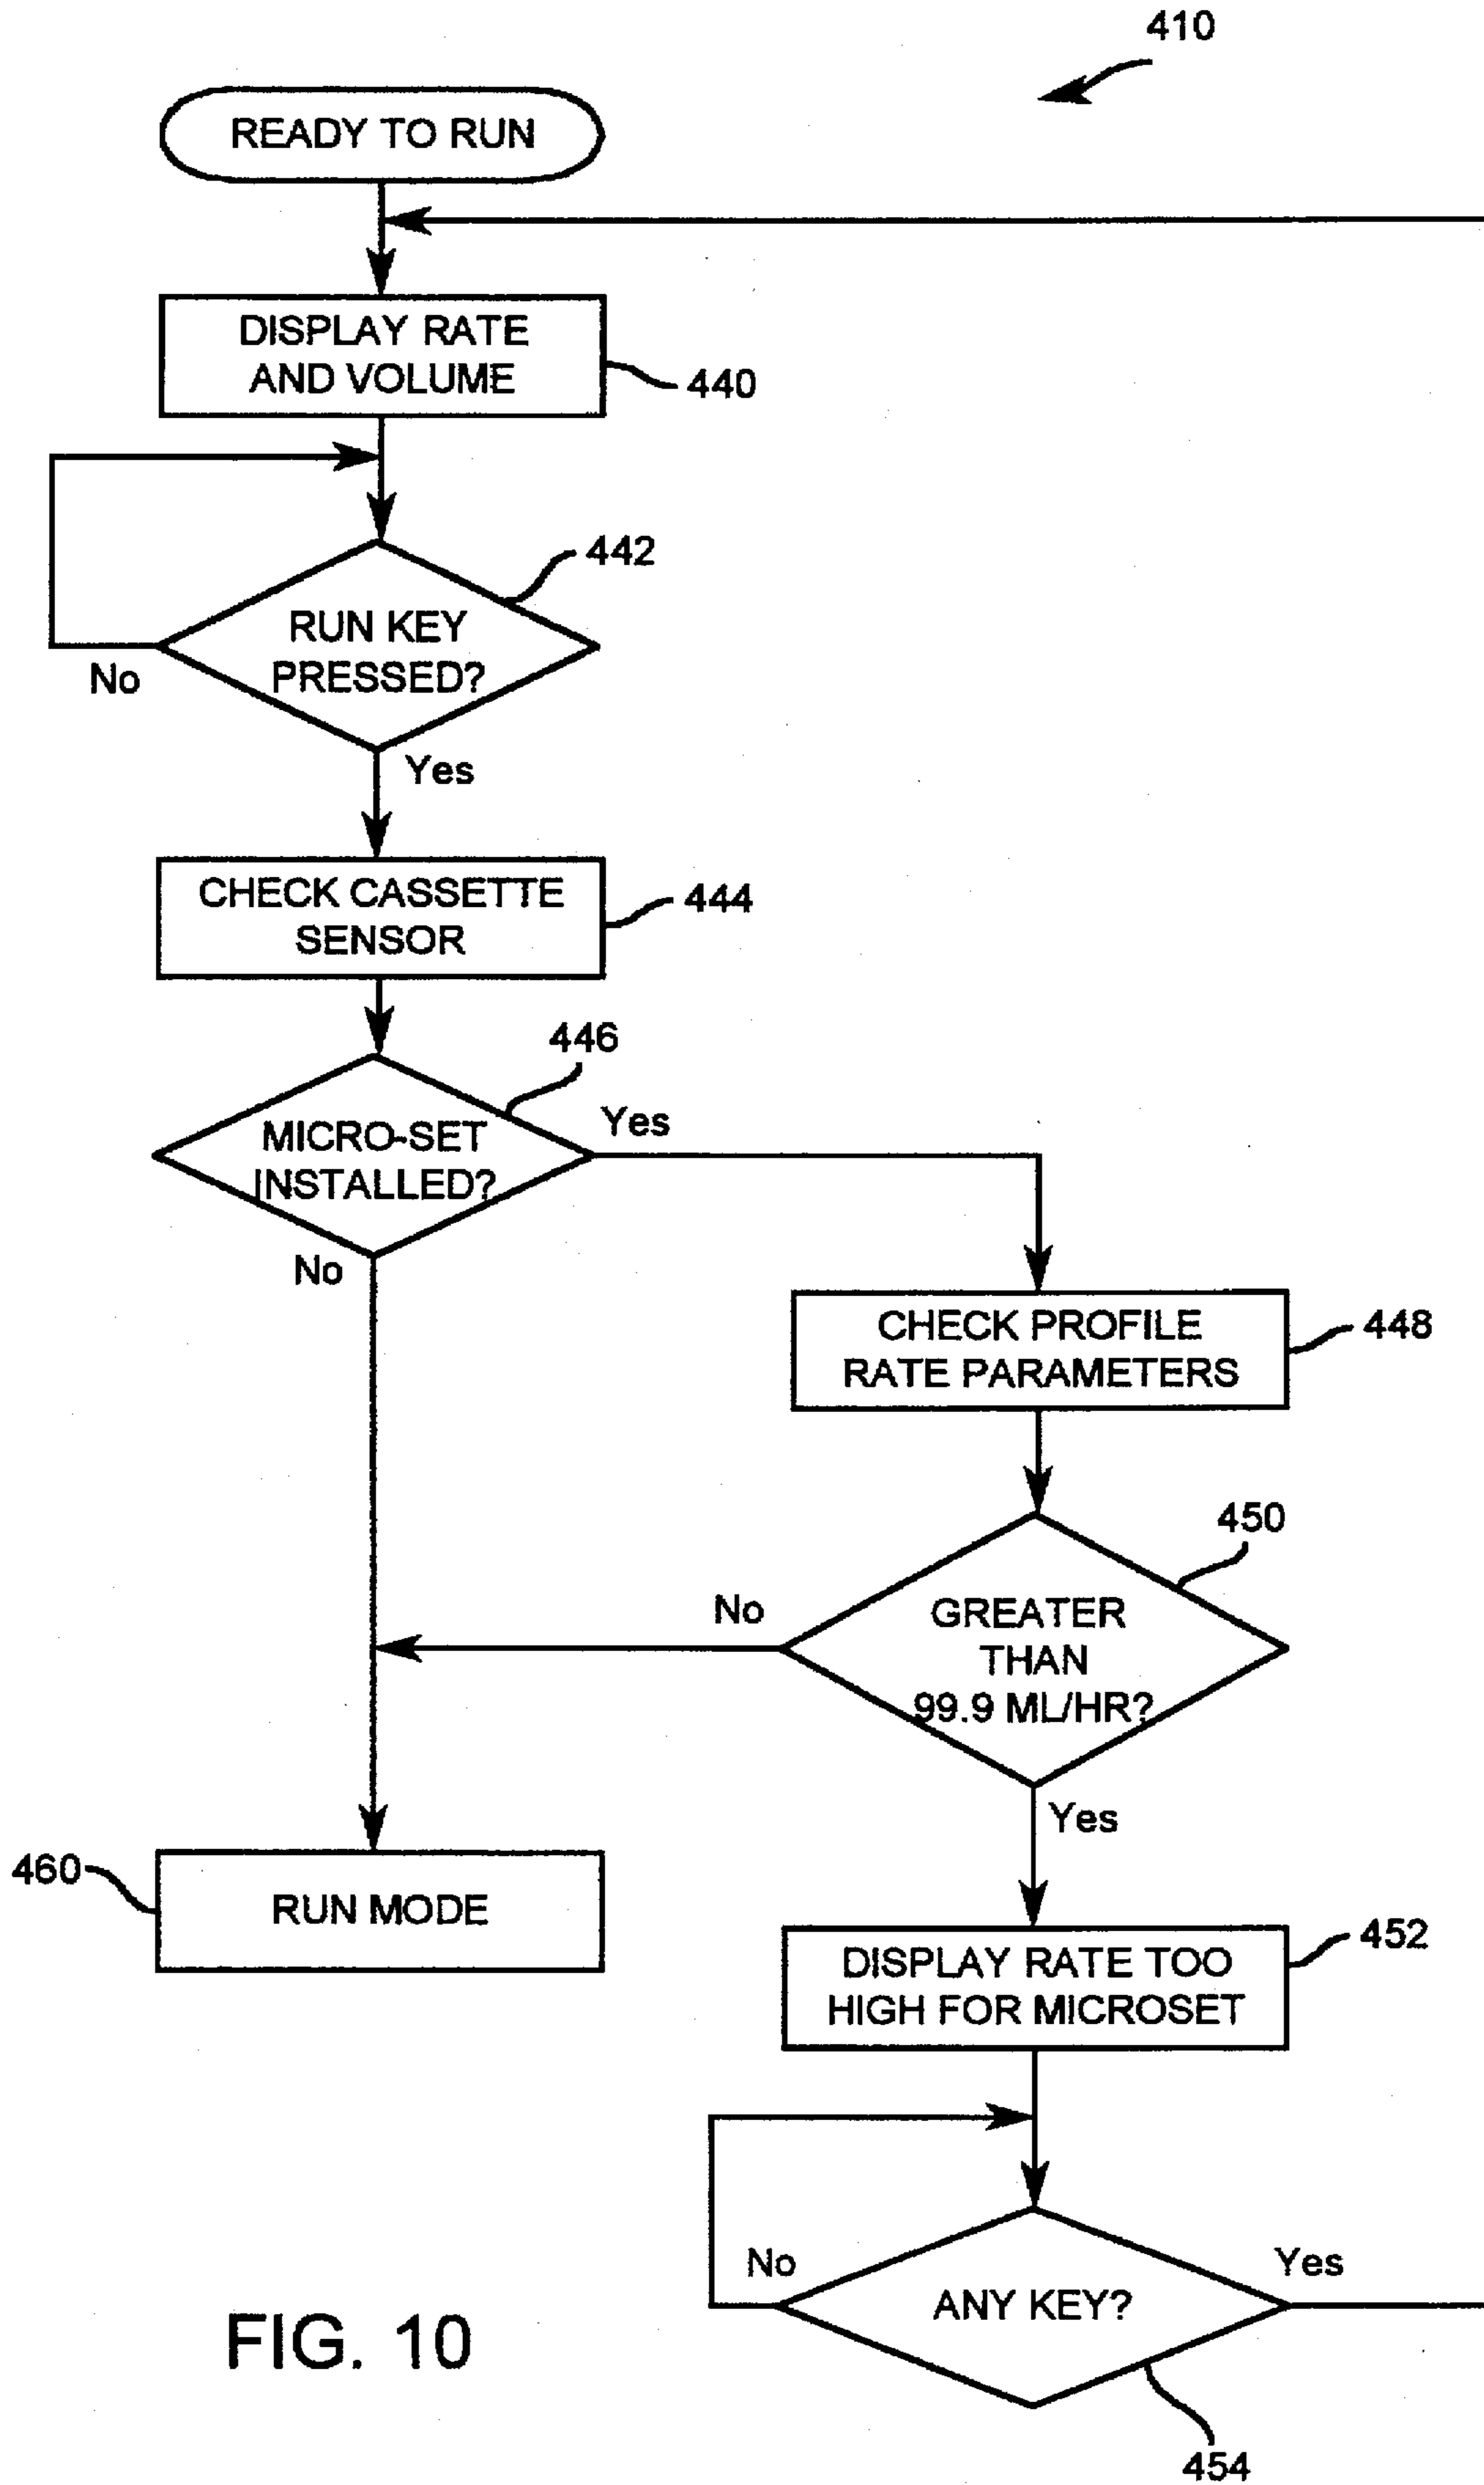 410
READY TO RUN
DISPLAY RATE
AND VOLUME
440
442
RUN KEY
PRESSED?
No
Yes
CHECK CASSETTE
SENSOR
444
446
MICRO-SET
INSTALLED?
Yes
No
CHECK PROFILE
RATE PARAMETERS
448
450
GREATER
THAN
99.9 ML/HR?
No
Yes
460
RUN MODE
DISPLAY RATE TOO
HIGH FOR MICROSET
452
No
ANY KEY?
Yes
454
FIG. 10